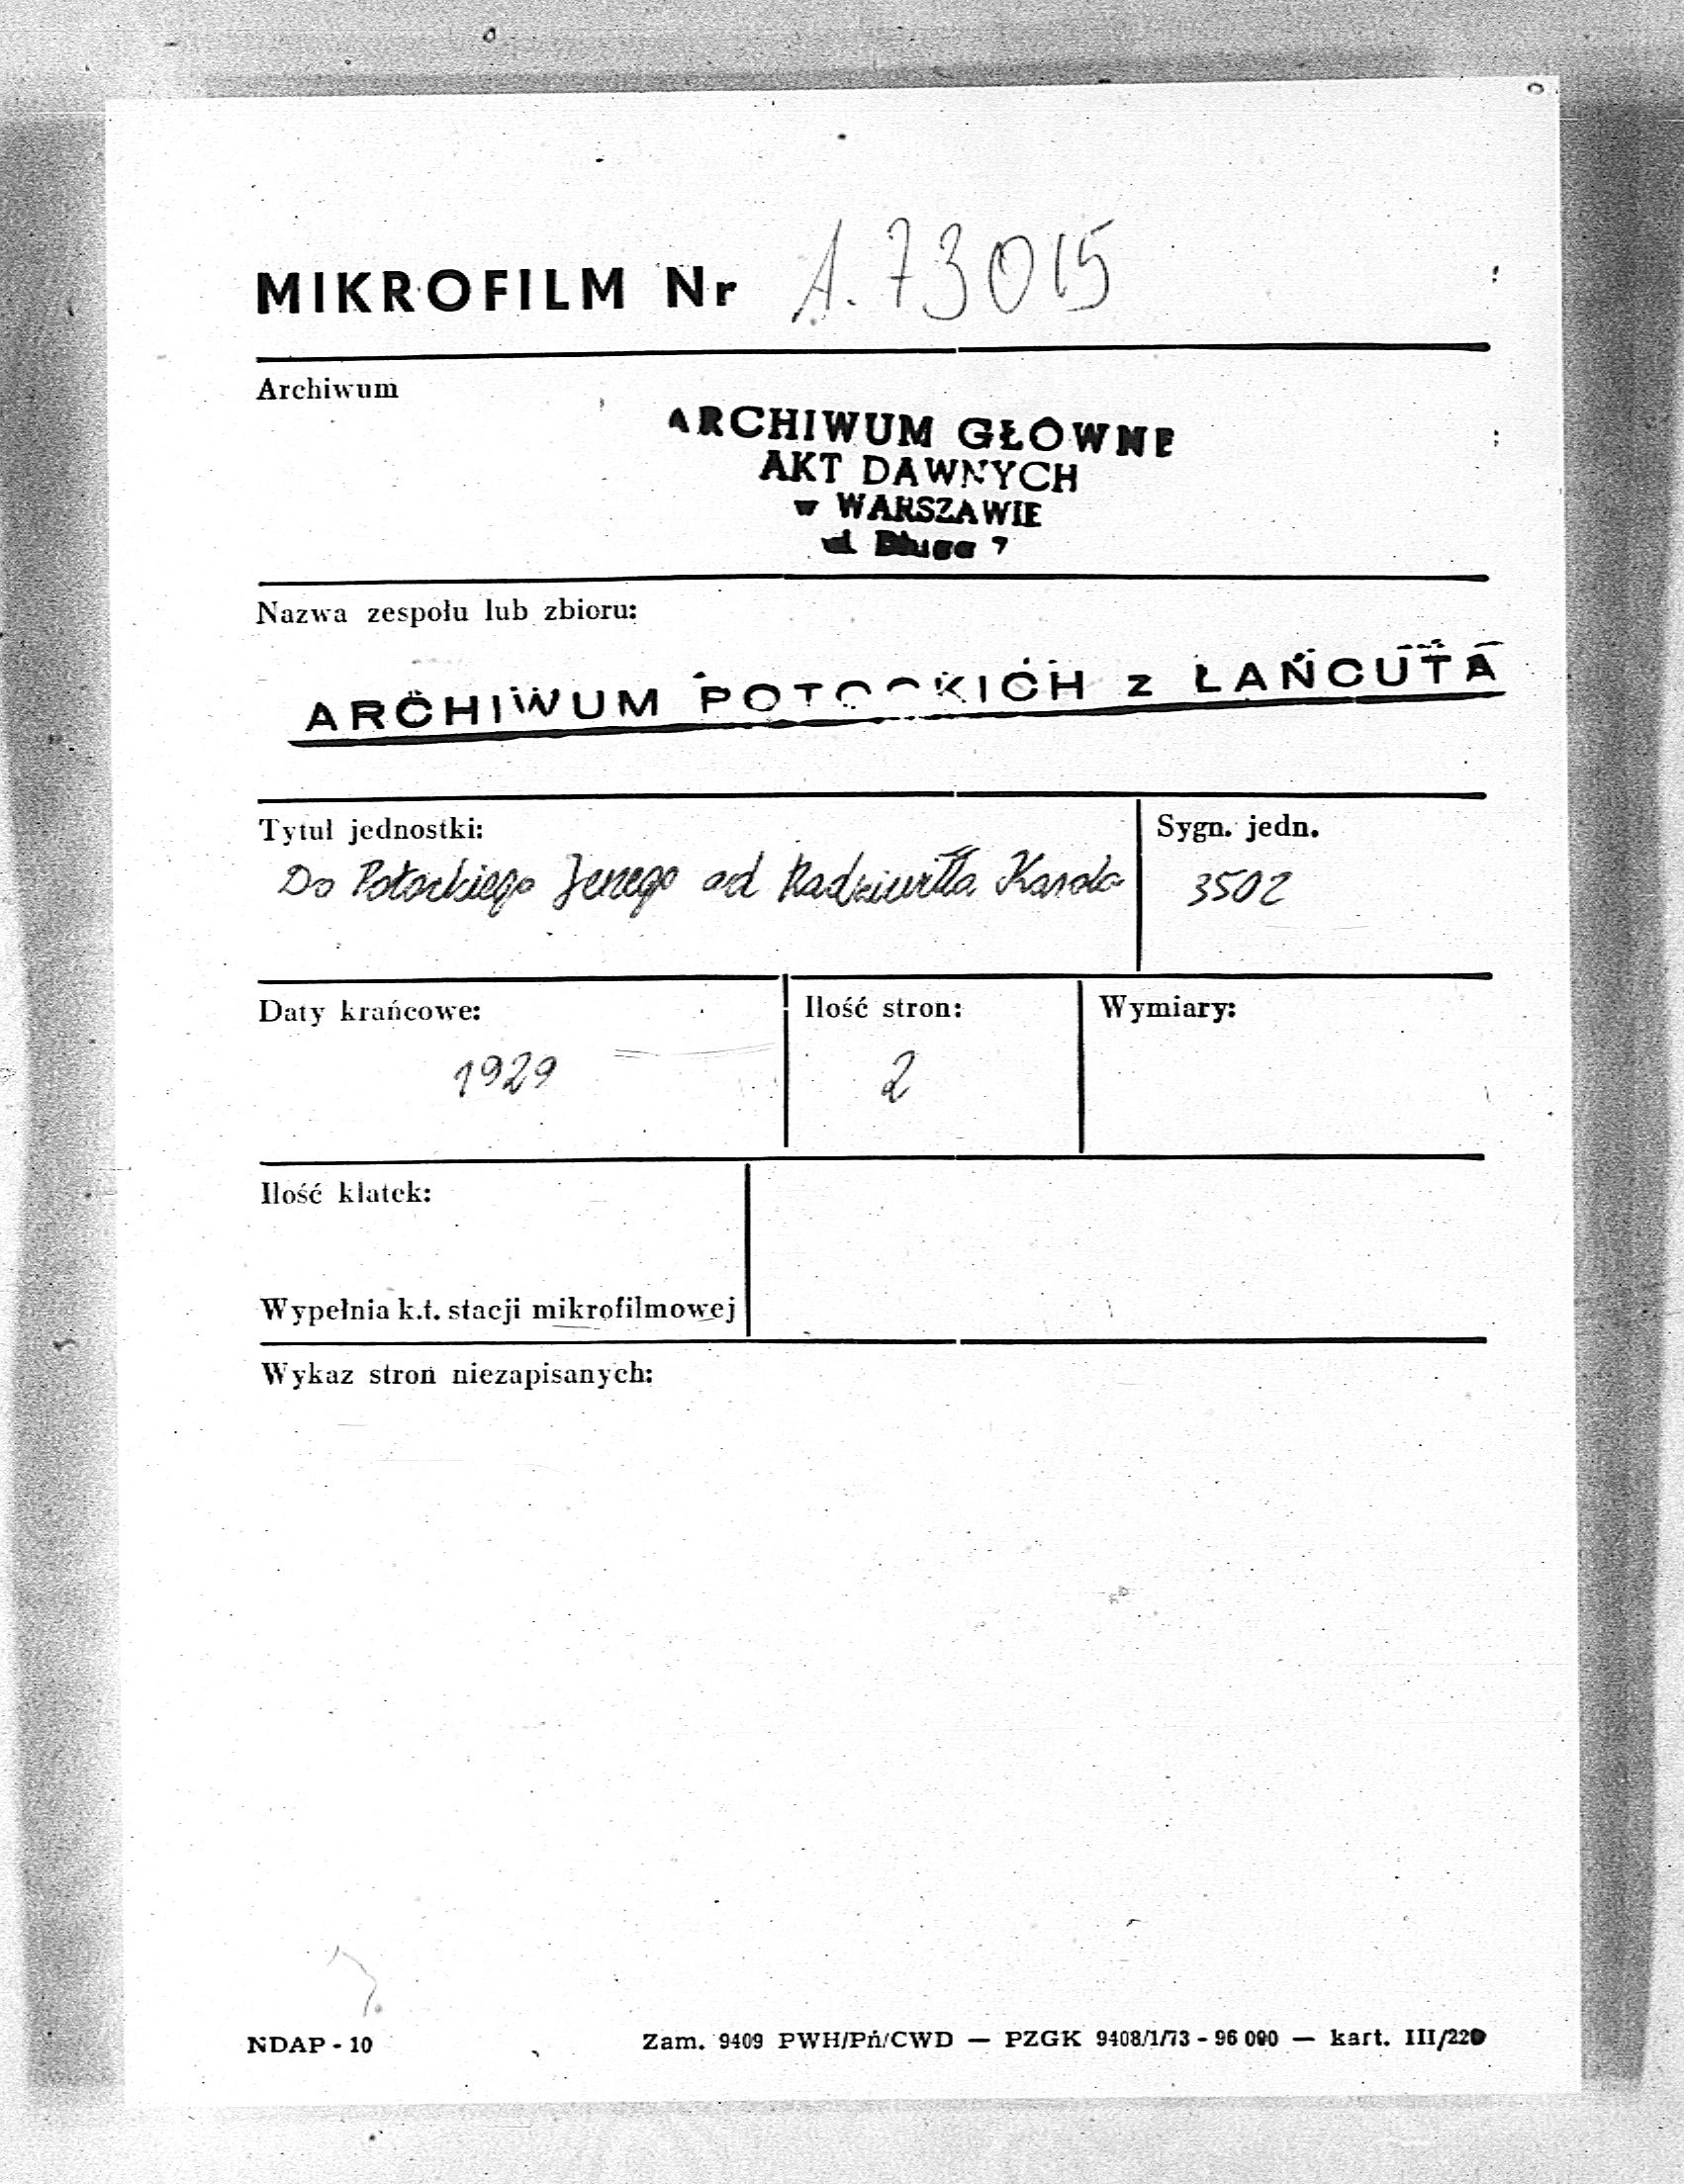 MIKROFILM Nr A. 73015
Archiwum
ARCHIWUM GŁÓWNE
AKT DAWNYCH
w WARSZAWIE
ul Długa 7
Nazwa zespołu lub zbioru:
ARCHIWUM POTOCKICH z ŁAŃCUTA
Tytuł jednostki:
Sygn. jedn.
Do Potockiego Jerzego od Radziwiłła Karola
3502
Daty krańcowe:
Ilość stron:
Wymiary:
1929
2
Ilość klatek:
Wypełnia k.t. stacji mikrofilmowej
Wykaz stron niezapisanych:
NDAP - 10
Zam. 9409 PWH/Pń/CWD — PZGK 9408/1/73 - 96 000 — kart. III/220